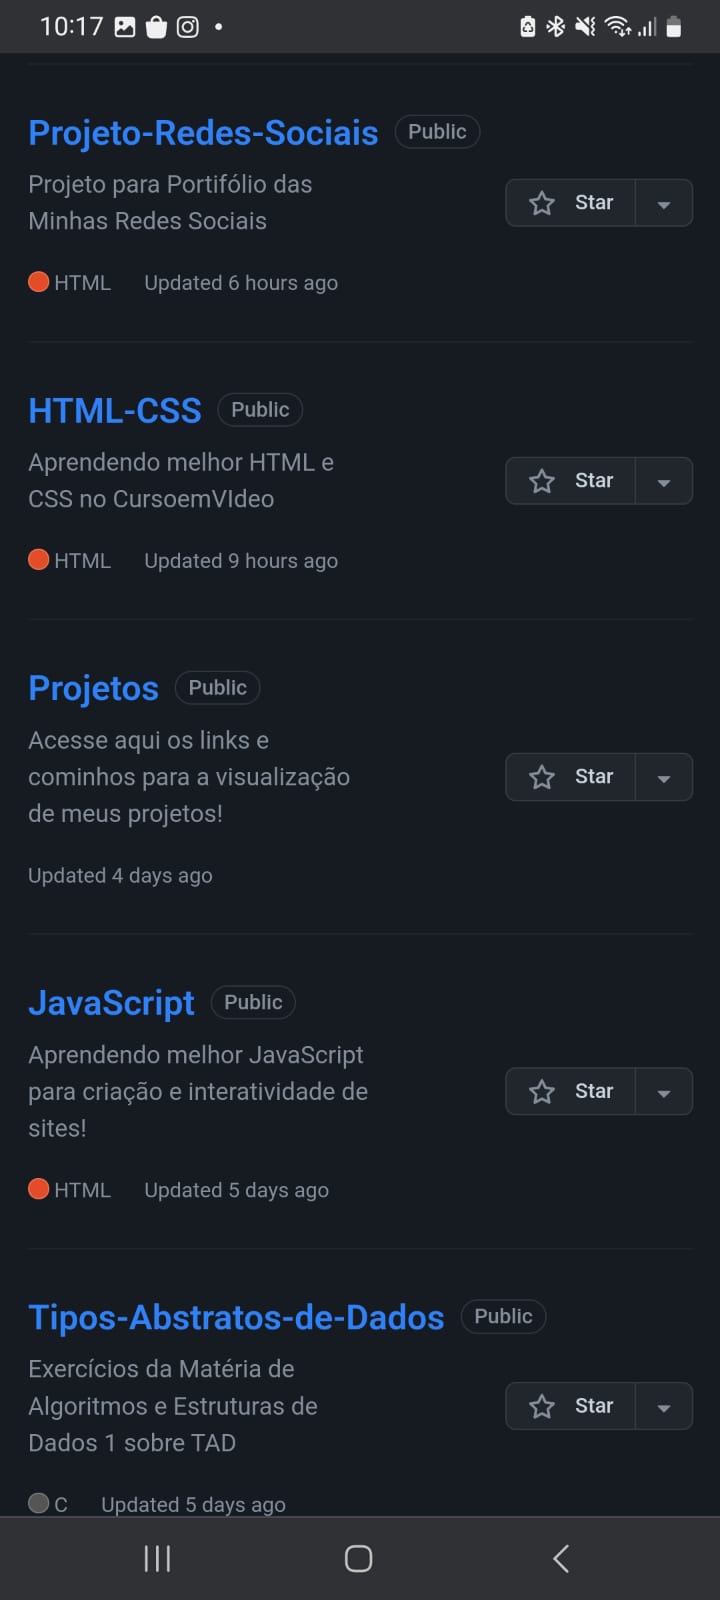 10:17
Projeto-Redes-Sociais Public
Projeto para Portifólio das
Minhas Redes Sociais
Star
HTML Updated 6 hours ago
HTML-CSS Public
Aprendendo melhor HTML e
CSS no CursoemVIdeo
Star
HTML Updated 9 hours ago
Projetos Public
Acesse aqui os links e
cominhos para a visualização
de meus projetos!
Star
Updated 4 days ago
JavaScript Public
Aprendendo melhor JavaScript
para criação e interatividade de
sites!
Star
HTML Updated 5 days ago
Tipos-Abstratos-de-Dados Public
Exercícios da Matéria de
Algoritmos e Estruturas de
Dados 1 sobre TAD
Star
C Updated 5 days ago